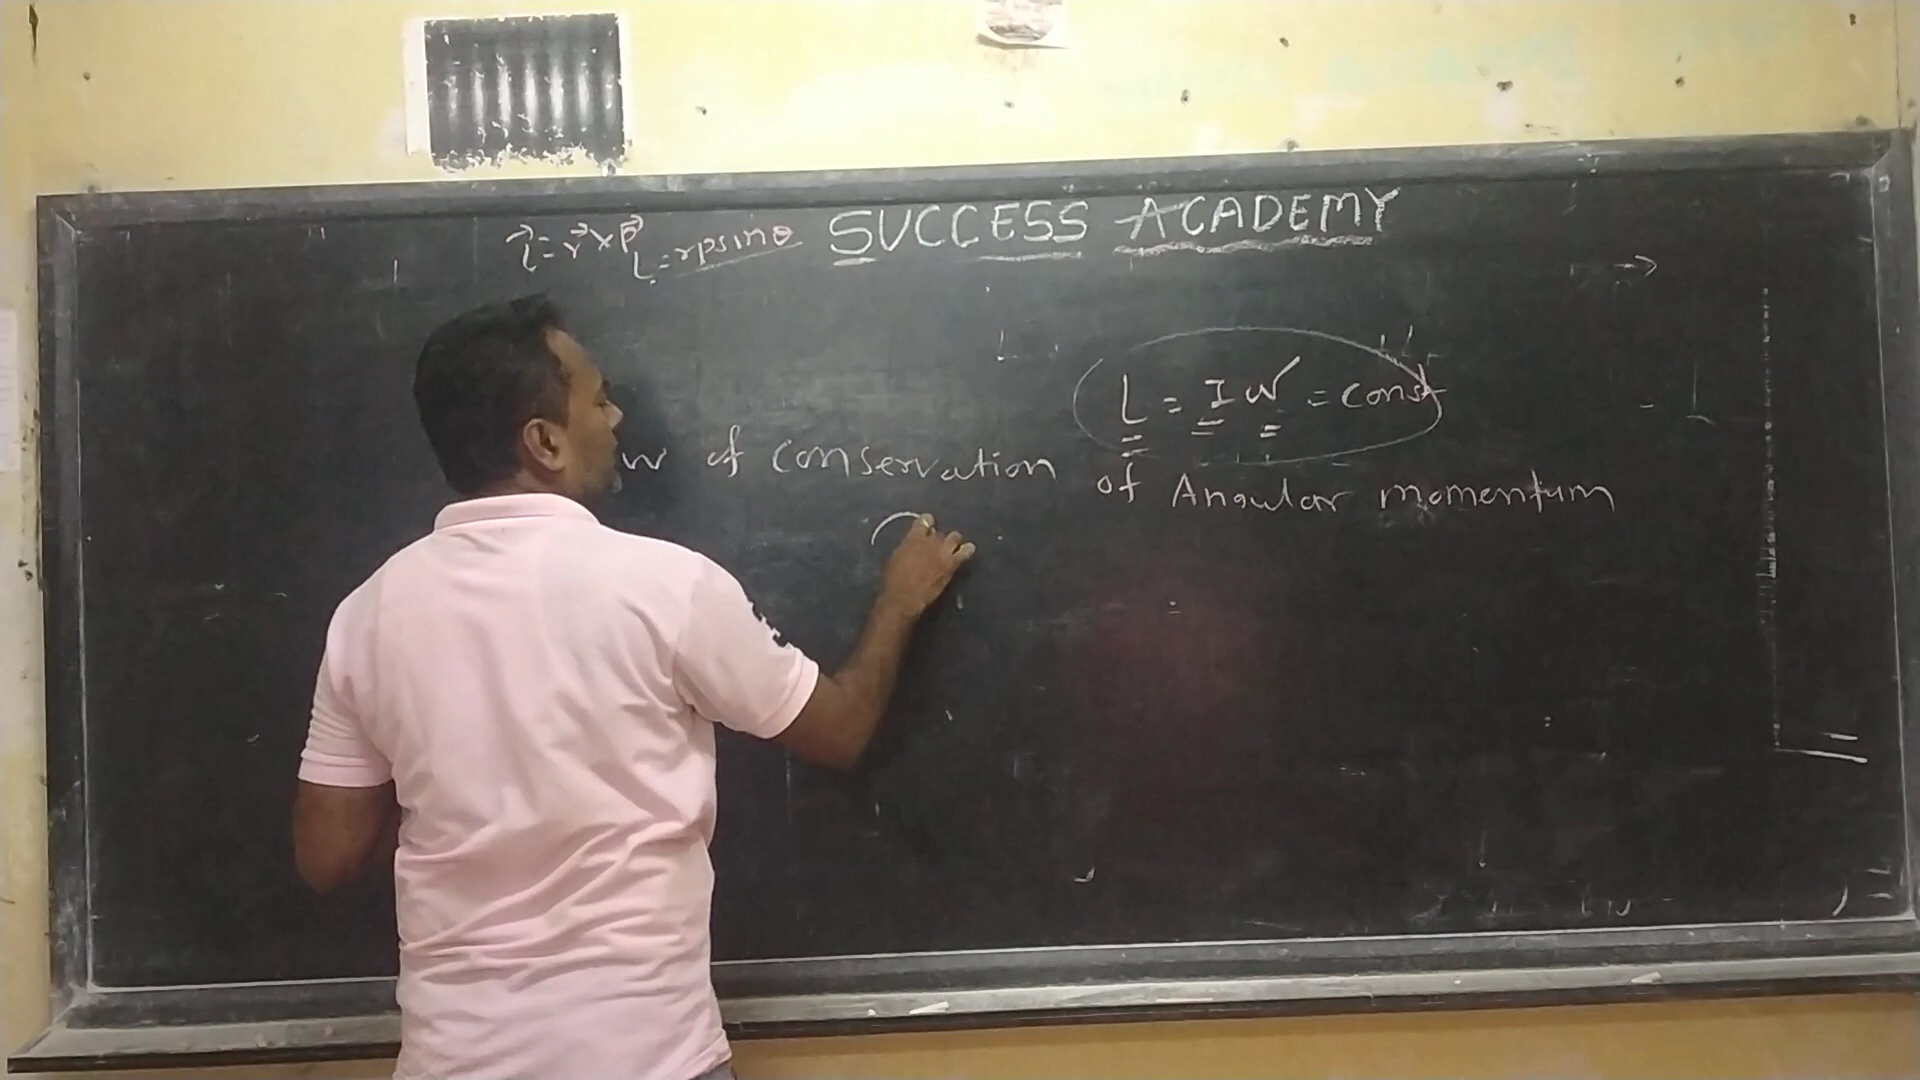 SUCCESS ACADEMY
L⃗ = r⃗ × P⃗
L = rpsinθ
L = I ω = const
w of conservation of Angular momentum